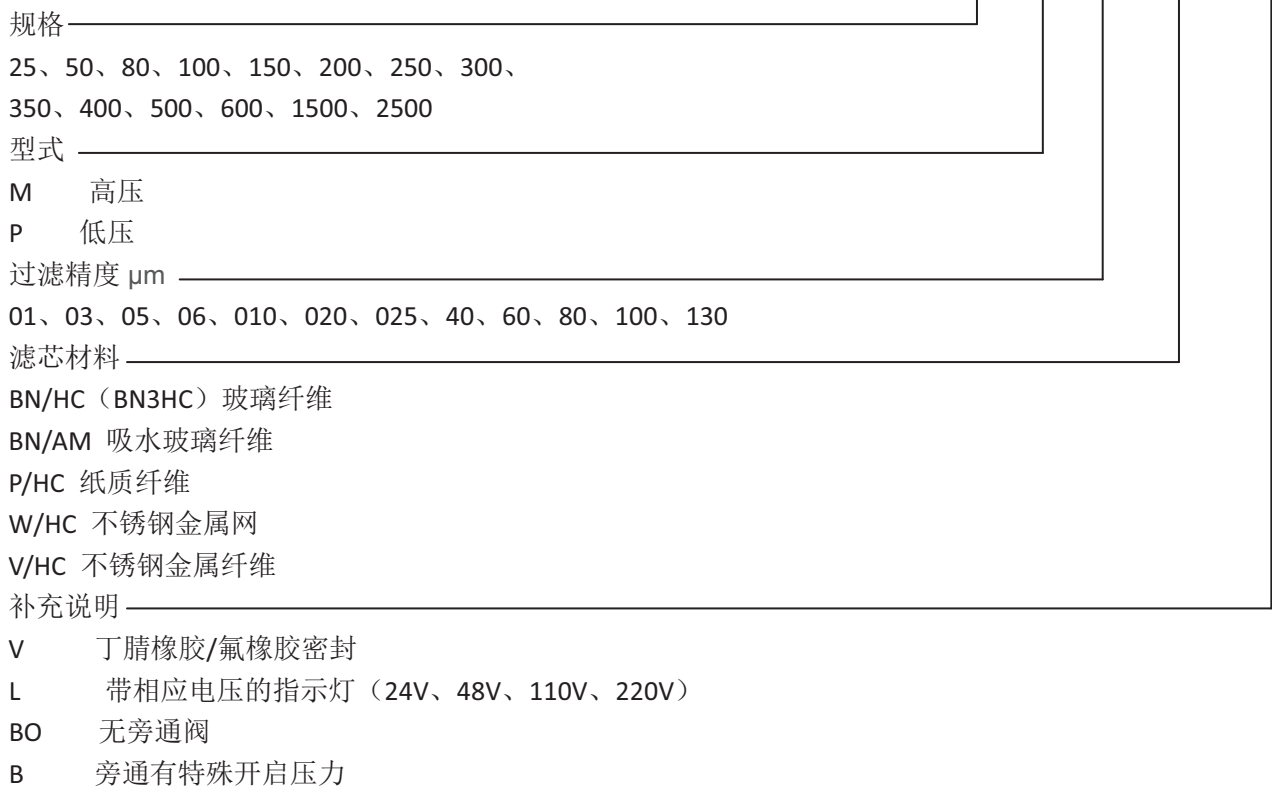 规格
25、50、80、100、150、200、250、300、
350、400、500、600、1500、2500
型式
M 高压
P 低压
过滤精度 μm
01、03、05、06、010、020、025、40、60、80、100、130
滤芯材料
BN/HC（BN3HC）玻璃纤维
BN/AM 吸水玻璃纤维
P/HC 纸质纤维
W/HC 不锈钢金属网
V/HC 不锈钢金属纤维
补充说明
V 丁腈橡胶/氟橡胶密封
L 带相应电压的指示灯（24V、48V、110V、220V）
BO 无旁通阀
B 旁通有特殊开启压力